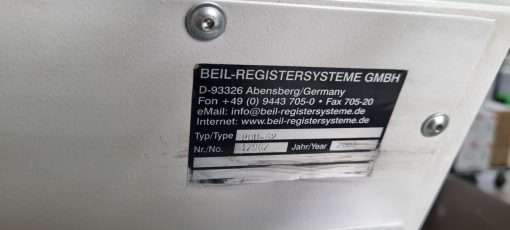 BEIL-REGISTERSYSTEME GMBH
D-93326 Abensberg/Germany
Fon +49 (0) 9443 705-0 • Fax 705-20
eMail: info@beil-registersysteme.de
Internet: www.beil-registersysteme.de
Typ/Type
Nr./No. Jahr/Year